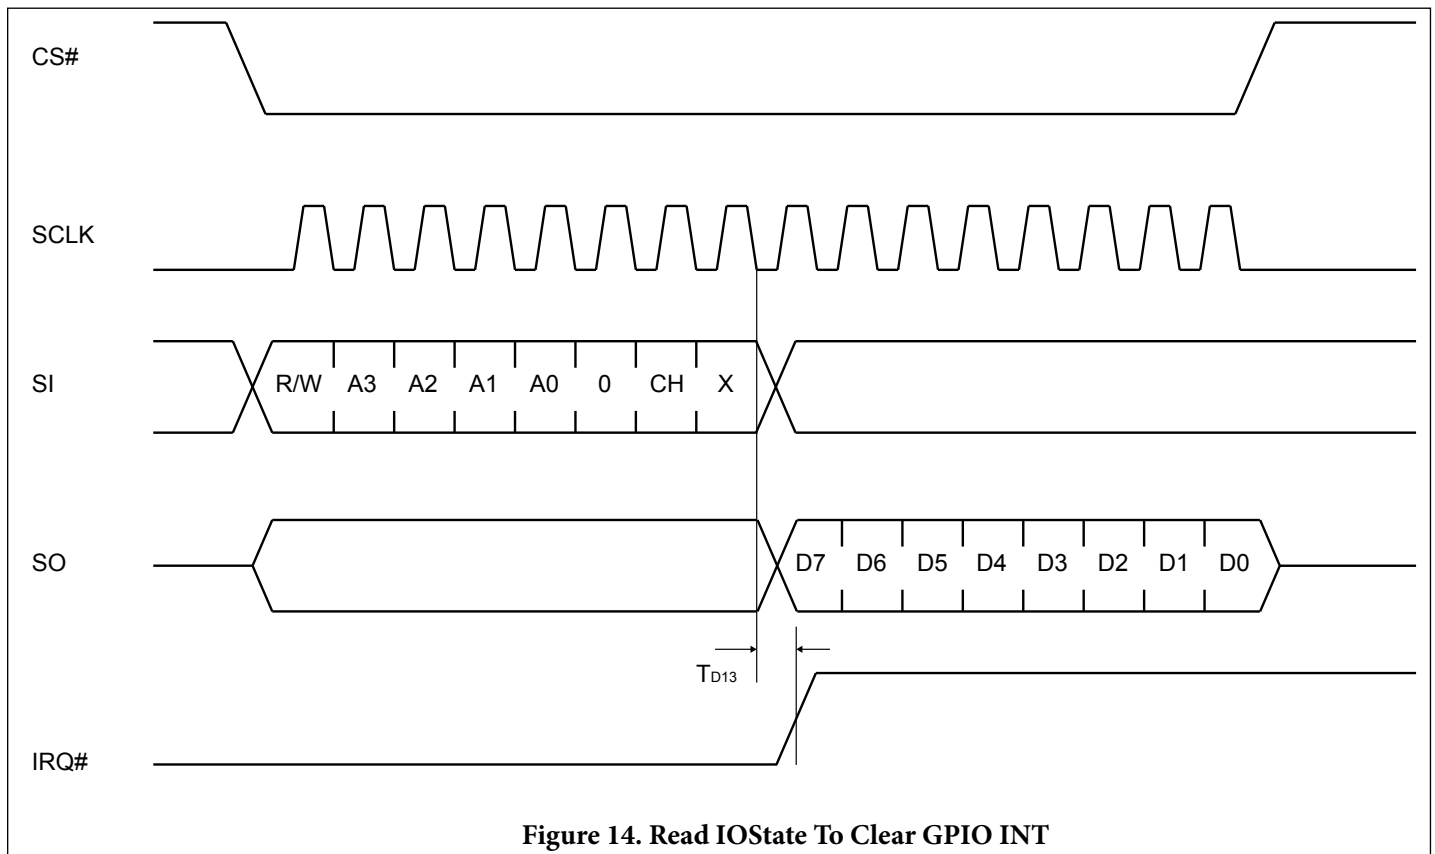 CS#
SCLK
SI R/W A3 A2 A1 A0 0 CH X
SO D7 D6 D5 D4 D3 D2 D1 D0
TD13
IRQ#
Figure 14. Read IOState To Clear GPIO INT